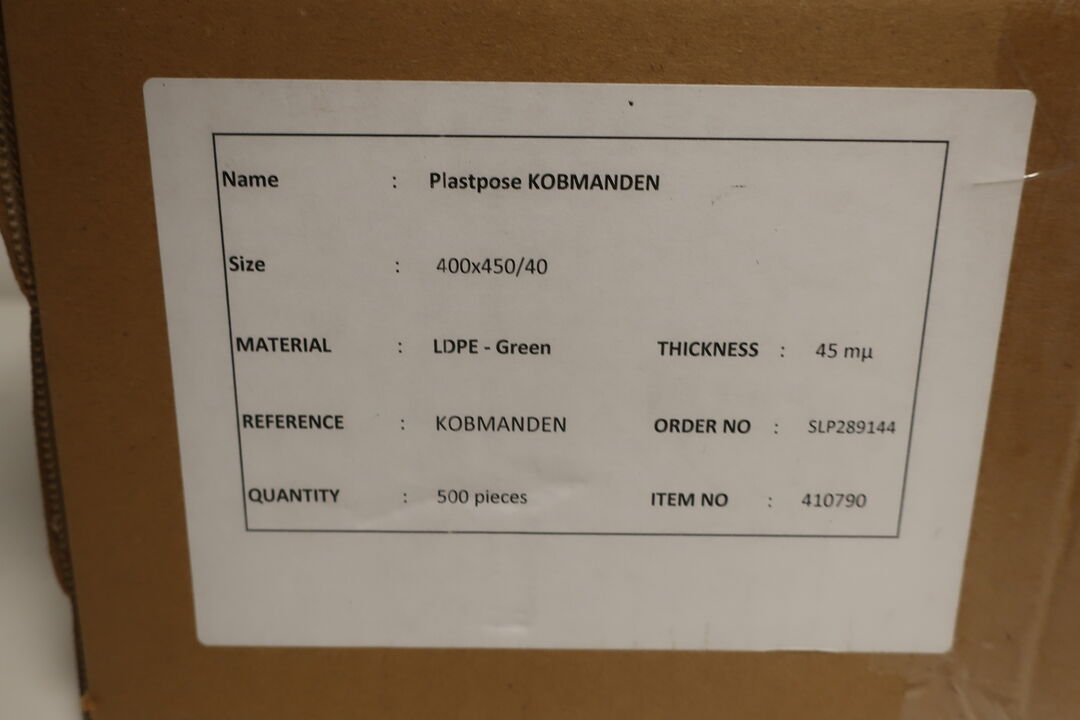 Name : Plastpose KOBMANDEN
Size : 400x450/40
MATERIAL : LDPE - Green THICKNESS : 45 mμ
REFERENCE : KOBMANDEN ORDER NO : SLP289144
QUANTITY : 500 pieces ITEM NO : 410790